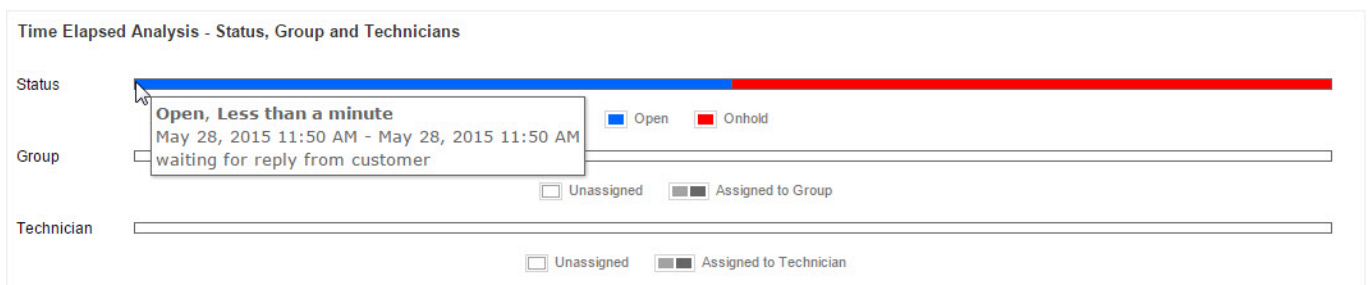 Time Elapsed Analysis - Status, Group and Technicians
Status
Open, Less than a minute
May 28, 2015 11:50 AM - May 28, 2015 11:50 AM
waiting for reply from customer
Open Onhold
Group
Unassigned Assigned to Group
Technician
Unassigned Assigned to Technician